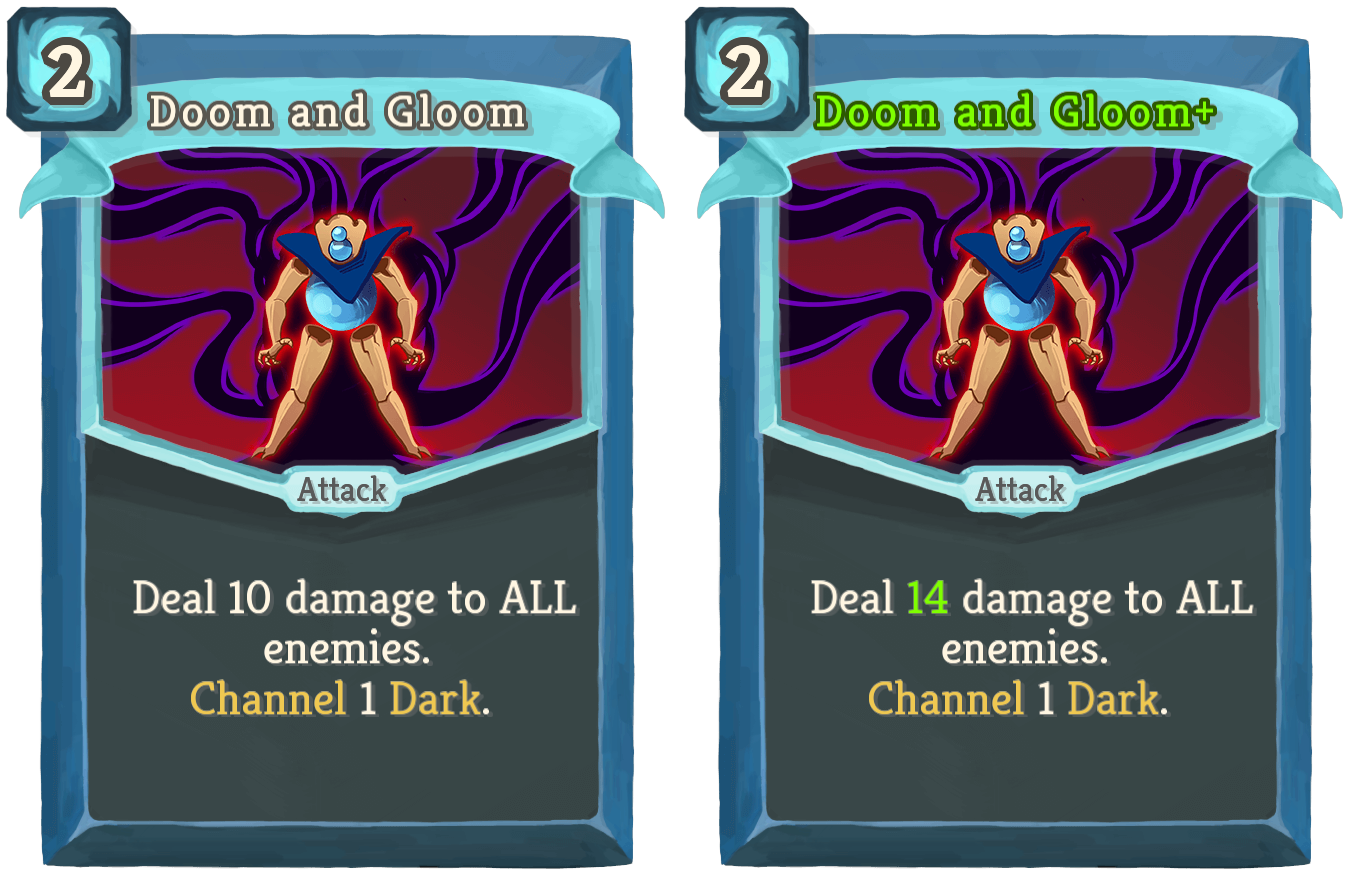 2
Doom and Gloom
Attack
Deal 10 damage to ALL
enemies.
Channel 1 Dark.
2
Doom and Gloom+
Attack
Deal 14 damage to ALL
enemies.
Channel 1 Dark.